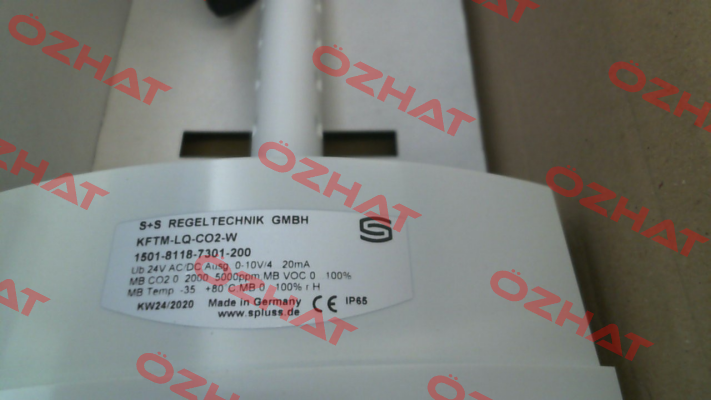 S+S REGELTECHNIK GMBH
KFTM-LQ-CO2-W
1501-8118-7301-200
Ub 24V AC/DC Ausg. 0-10V/4 20mA
MB CO2 0 2000 5000ppm MB VOC 0 100%
MB Temp -35 +80 C MB 0 100% r H
KW24/2020 Made in Germany CE IP65
www.spluss.de
ÖZHAT
ÖZHAT
ÖZHAT
ÖZHAT
ÖZHAT
ÖZHAT
ÖZHAT
ÖZHAT
ÖZHAT
ÖZHAT